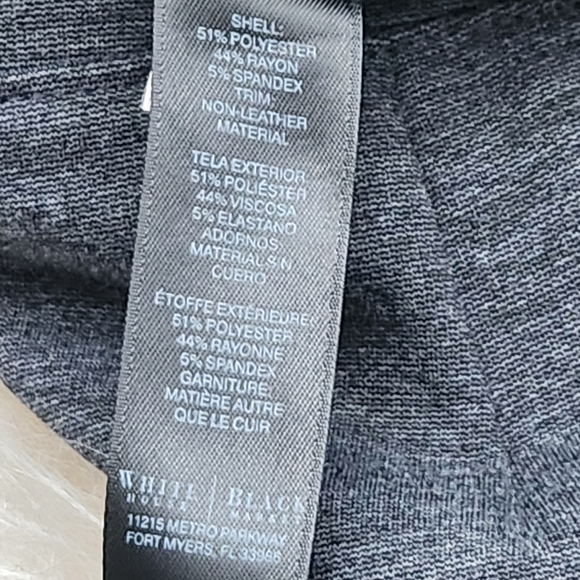 SHELL:
51% POLYESTER
44% RAYON
5% SPANDEX
TRIM:
NON-LEATHER
MATERIAL
TELA EXTERIOR
51% POLIÉSTER
44% VISCOSA
5% ELASTANO
ADORNOS:
MATERIAL SIN
CUERO
ÉTOFFE EXTÉRIEURE:
51% POLYESTER
44% RAYONNE
5% SPANDEX
GARNITURE:
MATIÈRE AUTRE
QUE LE CUIR
WHITE | BLACK
HOUSE | MARKET
11215 METRO PARKWAY
FORT MYERS, FL 33966